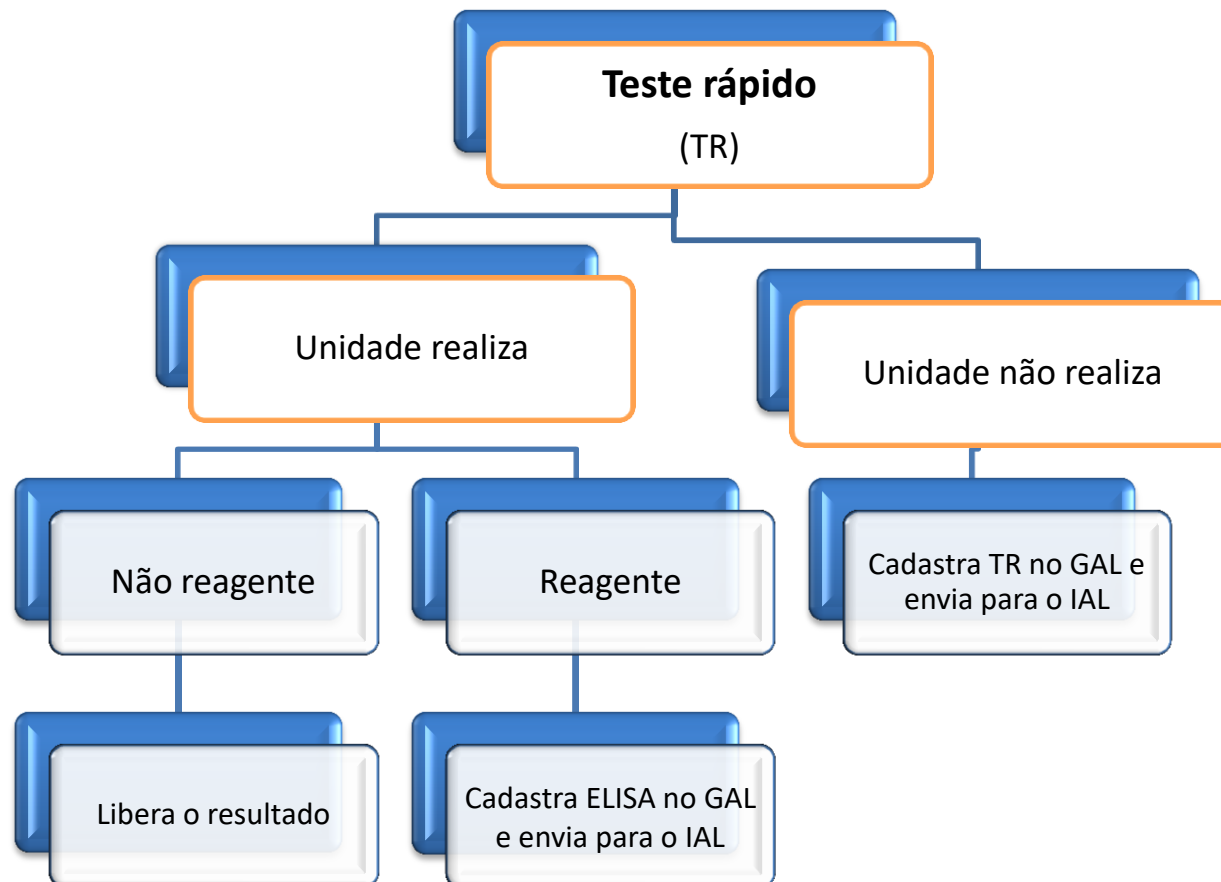 Teste rápido
(TR)
Unidade realiza
Unidade não realiza
Não reagente
Reagente
Cadastra TR no GAL e
envia para o IAL
Libera o resultado
Cadastra ELISA no GAL
e envia para o IAL